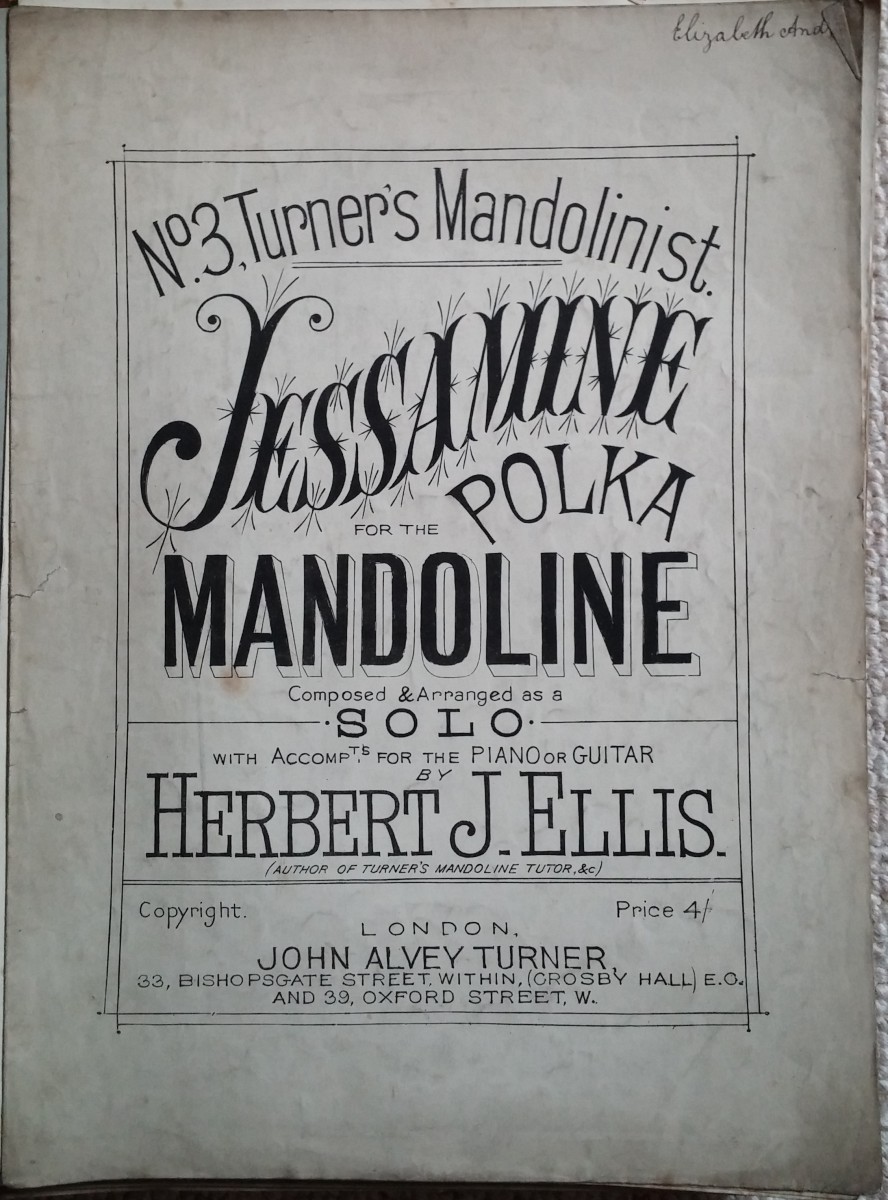 Elizabeth
No. 3, Turner's Mandolinist.
JESSAMINE
POLKA
FOR THE
MANDOLINE
Composed & Arranged as a
·SOLO·
WITH ACCOMPTS. FOR THE PIANO OR GUITAR
BY
HERBERT J. ELLIS.
(AUTHOR OF TURNER'S MANDOLINE TUTOR, &c)
Copyright. Price 4/
LONDON,
JOHN ALVEY TURNER,
33, BISHOPSGATE STREET, WITHIN, (CROSBY HALL) E.C.
AND 39, OXFORD STREET, W..